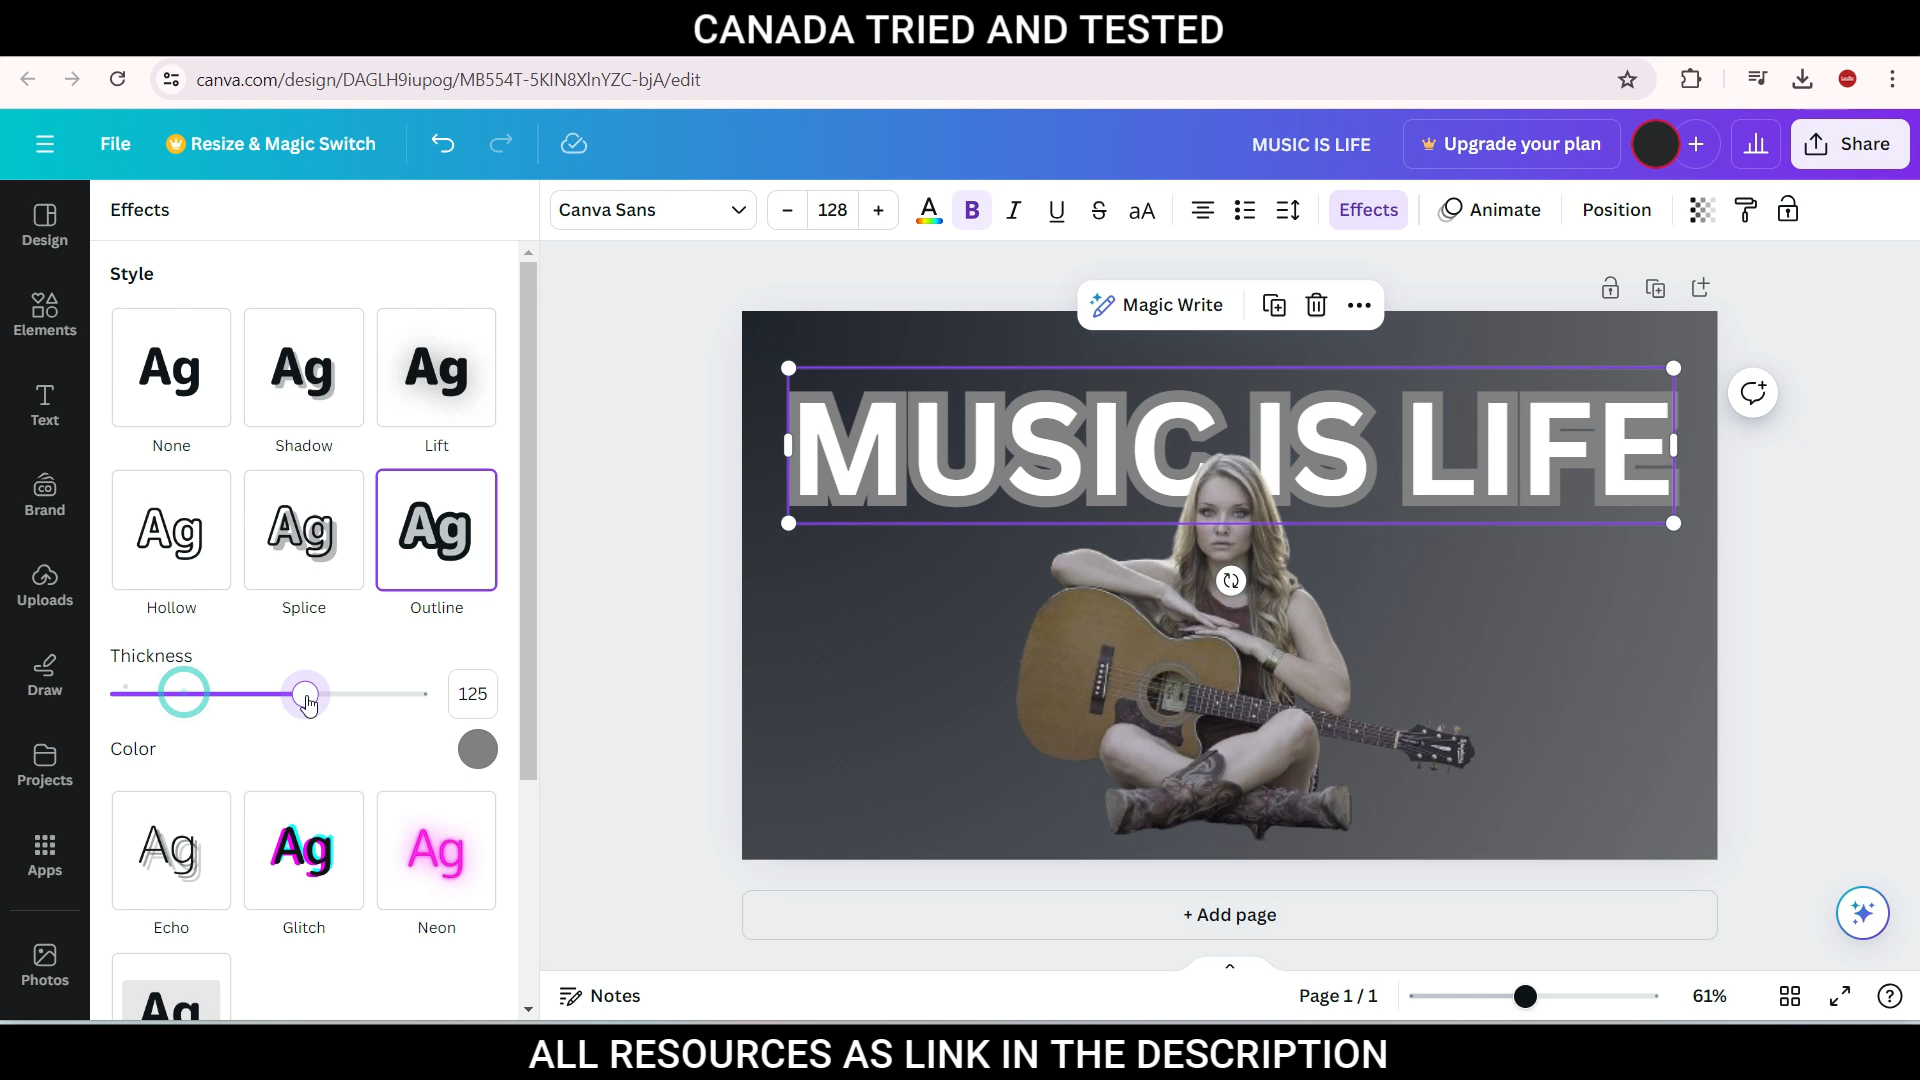 CANADA TRIED AND TESTED
canva.com/design/DAGLH9iupog/MB554T-5KIN8XlnYZC-bjA/edit
File
Resize & Magic Switch
MUSIC IS LIFE
Upgrade your plan
Share
Design
Elements
Text
Brand
Uploads
Draw
Projects
Apps
Photos
Effects
Canva Sans
128
A
B
I
U
S
aA
Effects
Animate
Position
Style
Ag
Ag
Ag
None
Shadow
Lift
Ag
Ag
Ag
Hollow
Splice
Outline
Thickness
125
Color
Ag
Ag
Ag
Echo
Glitch
Neon
Ag
Magic Write
MUSIC IS LIFE
+ Add page
Notes
Page 1 / 1
61%
ALL RESOURCES AS LINK IN THE DESCRIPTION